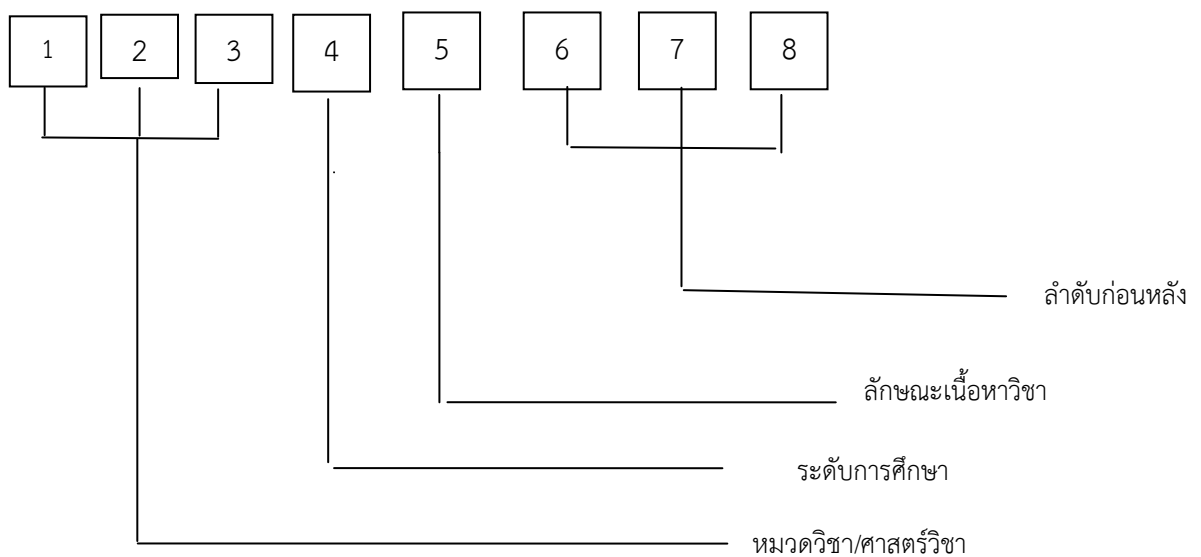 1 2 3 4 5 6 7 8
ลำดับก่อนหลัง
ลักษณะเนื้อหาวิชา
ระดับการศึกษา
หมวดวิชา/ศาสตร์วิชา